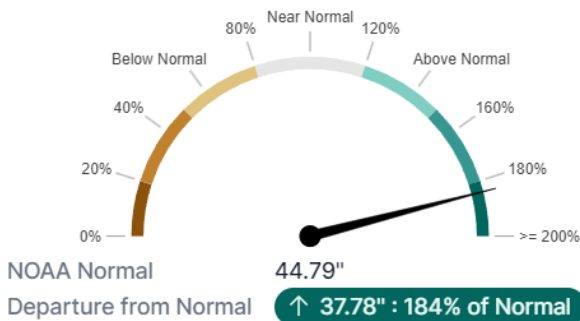 Near Normal
80%
120%
Below Normal
Above Normal
40%
160%
20%
180%
0%
>= 200%
NOAA Normal 44.79"
Departure from Normal ↑ 37.78" : 184% of Normal